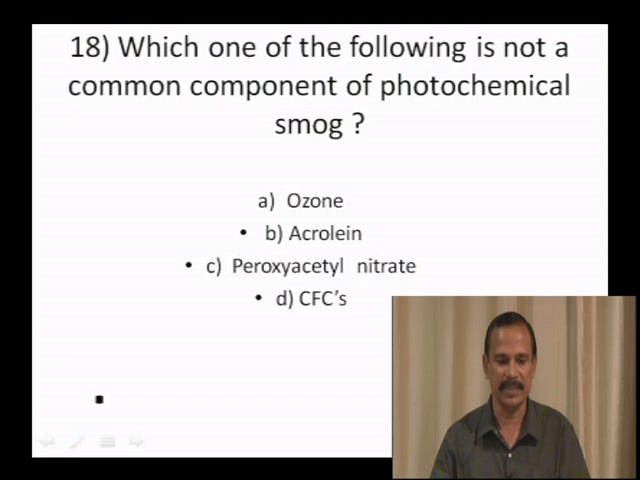 18) Which one of the following is not a
common component of photochemical
smog ?
a) Ozone
• b) Acrolein
• c) Peroxyacetyl nitrate
• d) CFC's